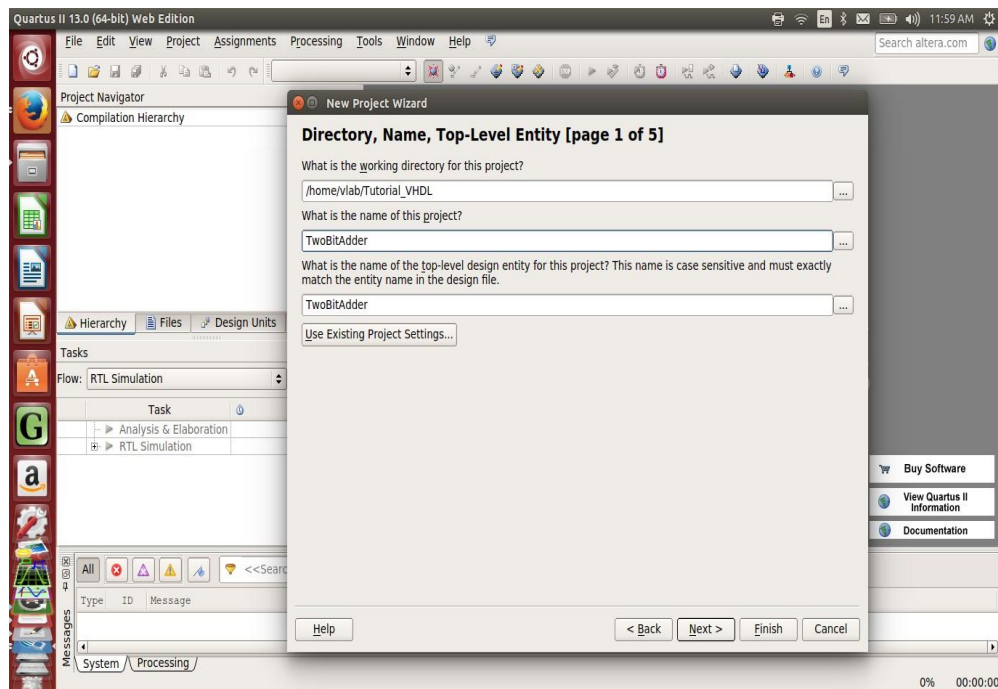 Quartus II 13.0 (64-bit) Web Edition
En
11:59 AM
File Edit View Project Assignments Processing Tools Window Help
Search altera.com
Project Navigator
Compilation Hierarchy
Hierarchy Files Design Units
Tasks
Flow: RTL Simulation
Task
Analysis & Elaboration
RTL Simulation
New Project Wizard
Directory, Name, Top-Level Entity [page 1 of 5]
What is the working directory for this project?
/home/vlab/Tutorial_VHDL
...
What is the name of this project?
TwoBitAdder
...
What is the name of the top-level design entity for this project? This name is case sensitive and must exactly
match the entity name in the design file.
TwoBitAdder
...
Use Existing Project Settings...
Help
< Back Next > Finish Cancel
Buy Software
View Quartus II
Information
Documentation
G
a
All
<<Searc
Type ID Message
Messages
System Processing
0% 00:00:00